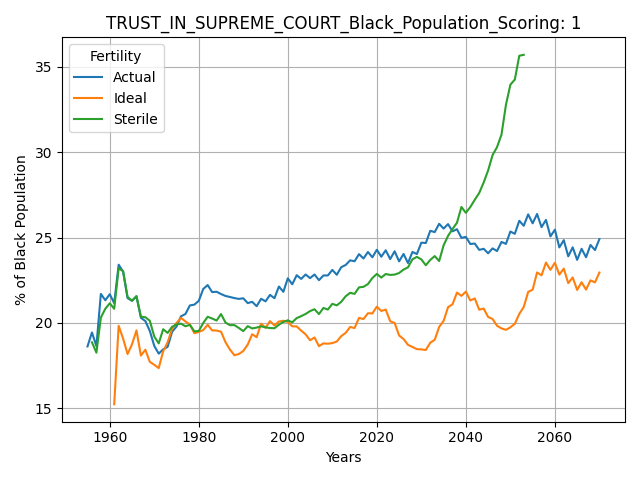 TRUST_IN_SUPREME_COURT_Black_Population_Scoring: 1
Fertility
Actual
Ideal
Sterile
% of Black Population
35
30
25
20
15
1960 1980 2000 2020 2040 2060
Years